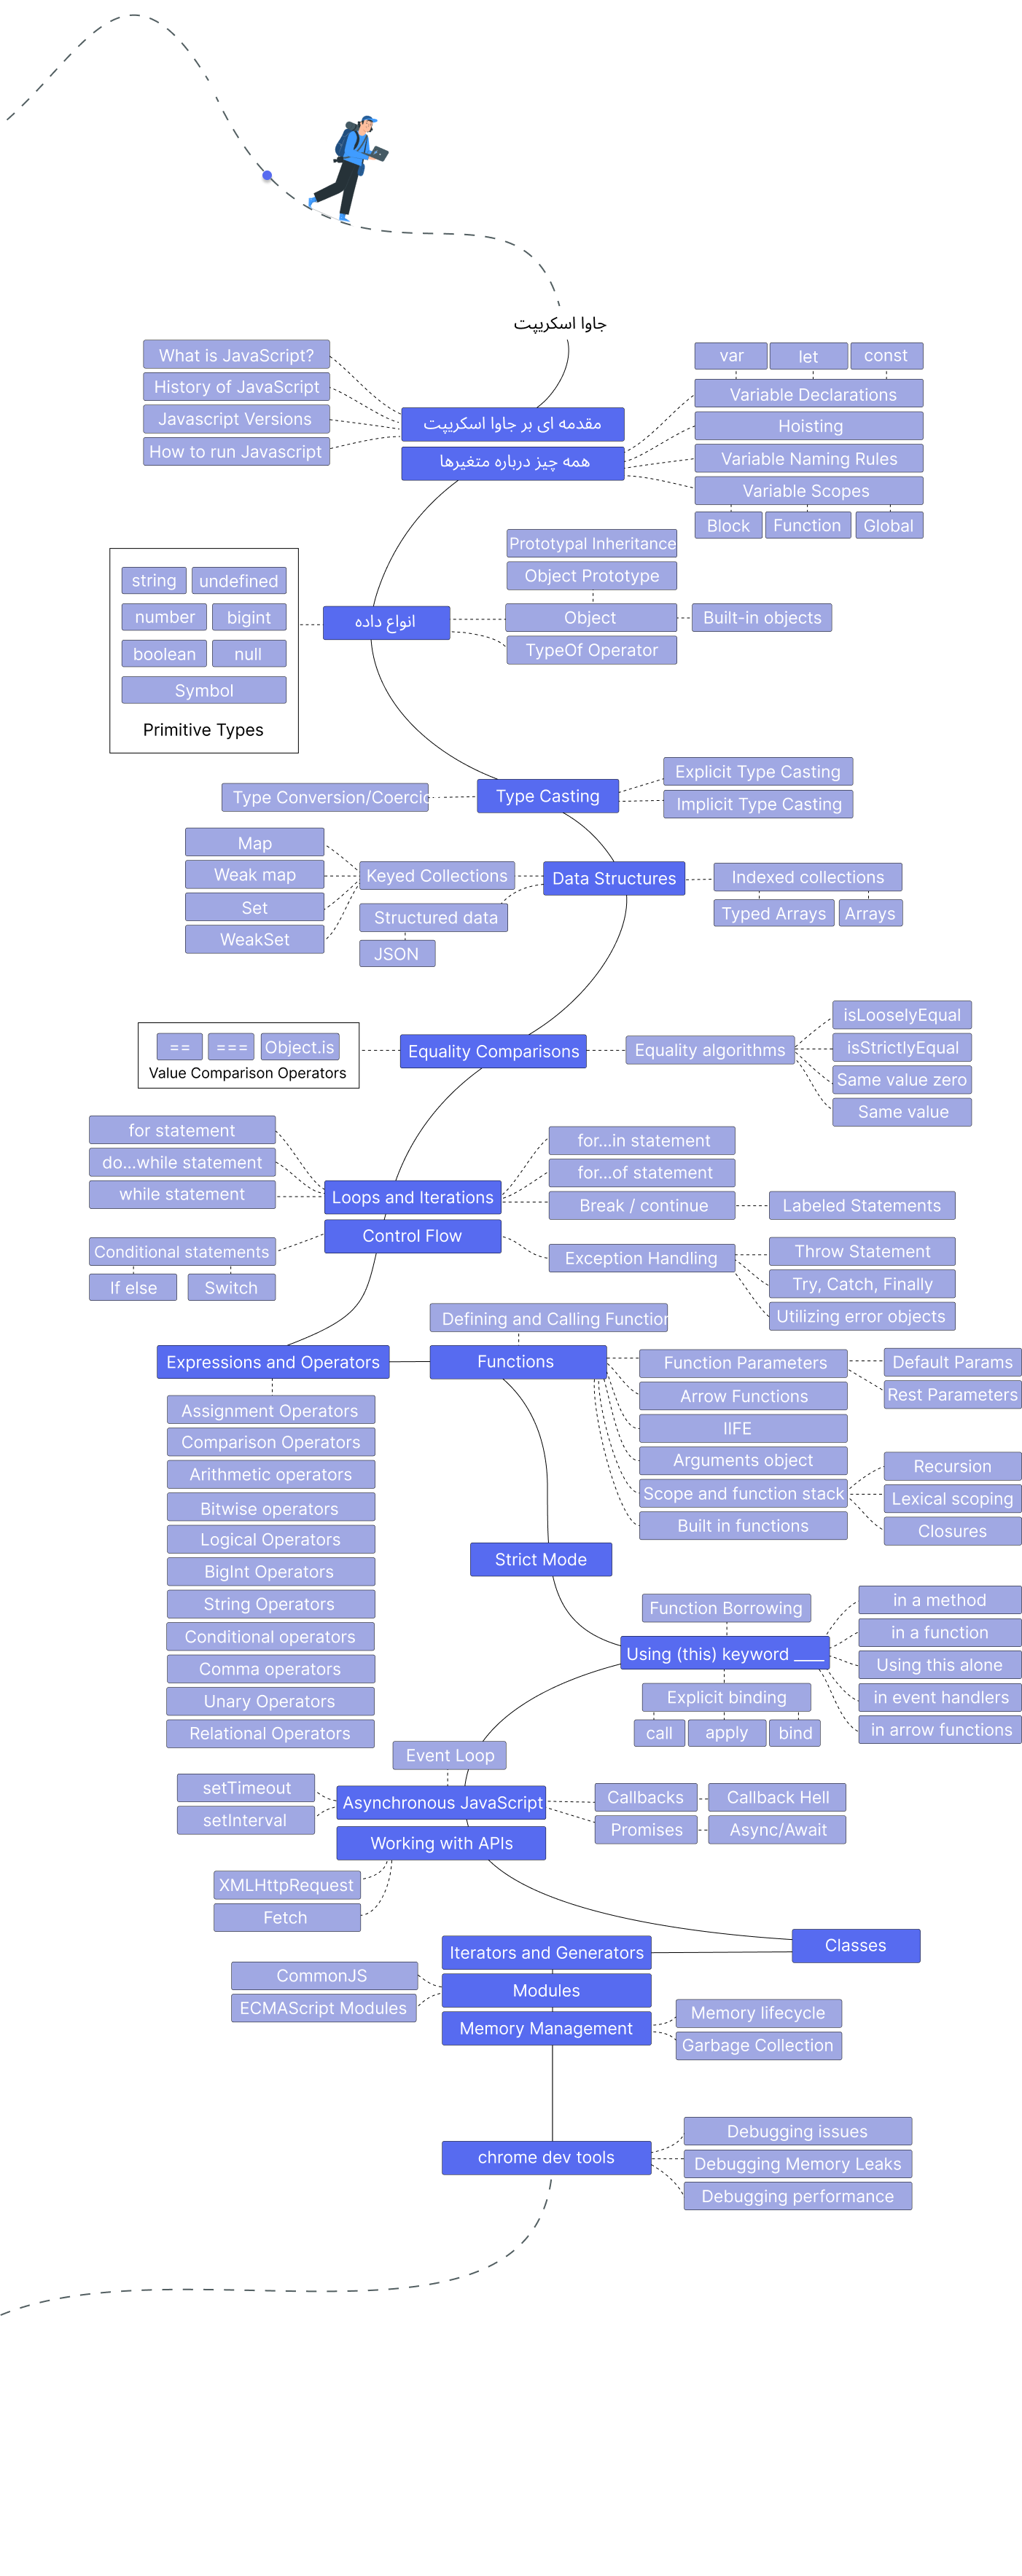 جاوا اسکریپت
What is JavaScript?
History of JavaScript
Javascript Versions
How to run Javascript
مقدمه ای بر جاوا اسکریپت
همه چیز درباره متغیرها
var
let
const
Variable Declarations
Hoisting
Variable Naming Rules
Variable Scopes
Block
Function
Global
string
undefined
number
bigint
boolean
null
Symbol
Primitive Types
انواع داده
Prototypal Inheritance
Object Prototype
Object
TypeOf Operator
Built-in objects
Type Conversion/Coerci
Type Casting
Explicit Type Casting
Implicit Type Casting
Map
Weak map
Set
WeakSet
Keyed Collections
Structured data
JSON
Data Structures
Indexed collections
Typed Arrays
Arrays
==
===
Object.is
Value Comparison Operators
Equality Comparisons
Equality algorithms
isLooselyEqual
isStrictlyEqual
Same value zero
Same value
for statement
do...while statement
while statement
Loops and Iterations
for...in statement
for...of statement
Break / continue
Labeled Statements
Control Flow
Conditional statements
If else
Switch
Exception Handling
Throw Statement
Try, Catch, Finally
Utilizing error objects
Defining and Calling Function
Expressions and Operators
Functions
Function Parameters
Default Params
Rest Parameters
Arrow Functions
IIFE
Arguments object
Scope and function stack
Recursion
Lexical scoping
Closures
Built in functions
Assignment Operators
Comparison Operators
Arithmetic operators
Bitwise operators
Logical Operators
BigInt Operators
String Operators
Conditional operators
Comma operators
Unary Operators
Relational Operators
Strict Mode
Function Borrowing
Using (this) keyword ____
in a method
in a function
Using this alone
in event handlers
in arrow functions
Explicit binding
call
apply
bind
Event Loop
setTimeout
setInterval
Asynchronous JavaScript
Callbacks
Callback Hell
Promises
Async/Await
Working with APIs
XMLHttpRequest
Fetch
Classes
Iterators and Generators
CommonJS
ECMAScript Modules
Modules
Memory Management
Memory lifecycle
Garbage Collection
chrome dev tools
Debugging issues
Debugging Memory Leaks
Debugging performance